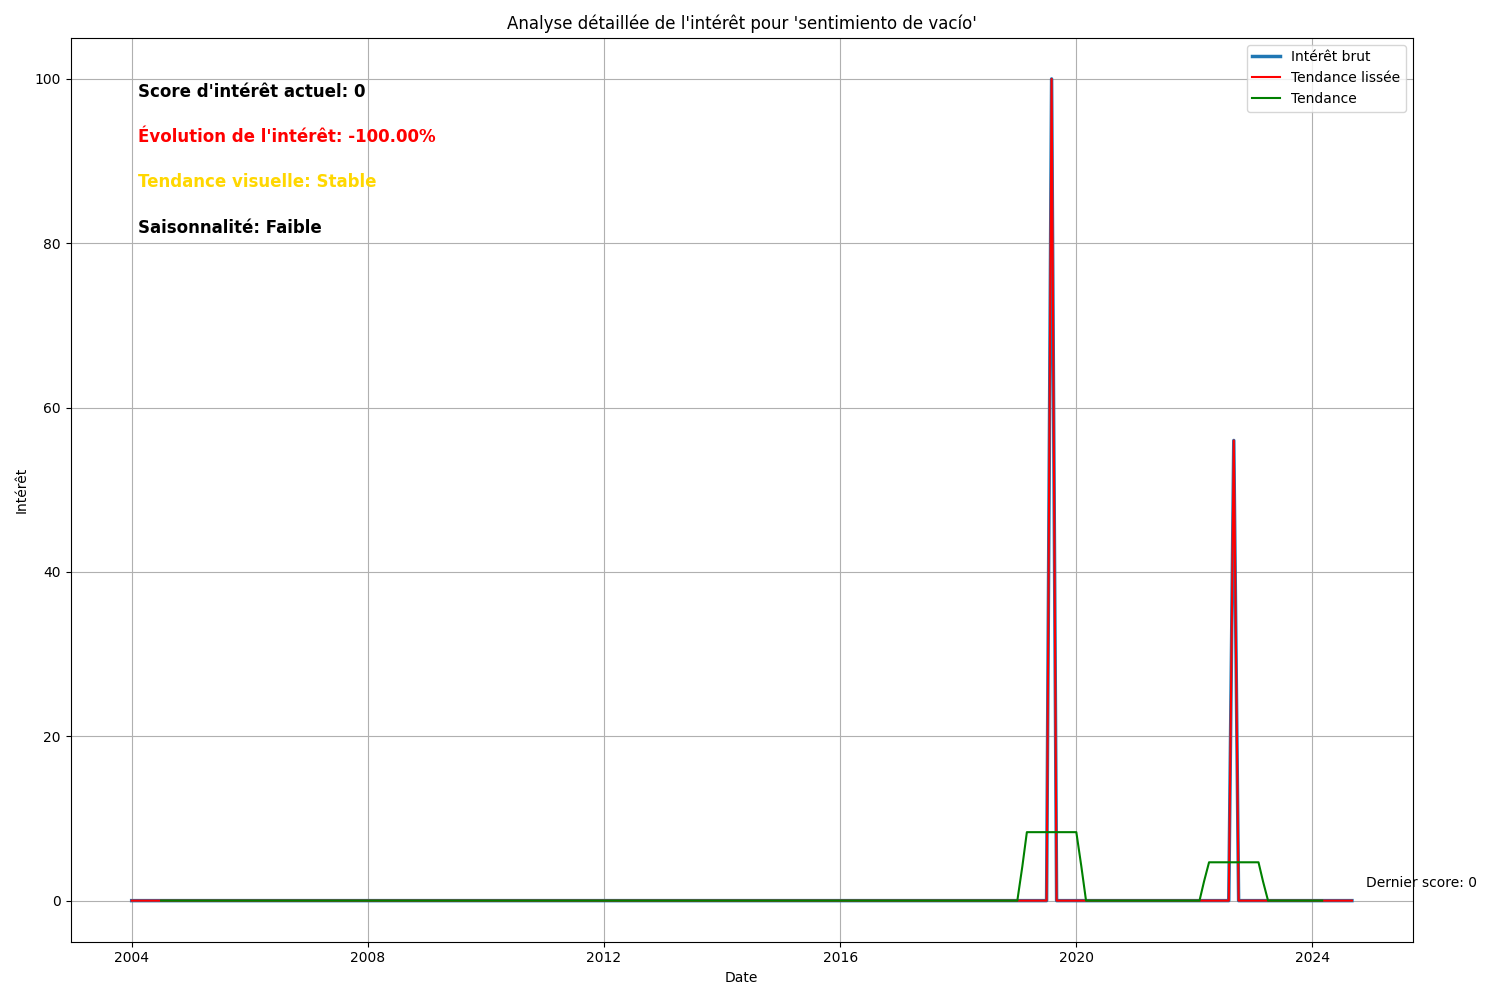 Analyse détaillée de l'intérêt pour 'sentimiento de vacío'
Intérêt brut
Tendance lissée
Tendance
Score d'intérêt actuel: 0
Évolution de l'intérêt: -100.00%
Tendance visuelle: Stable
Saisonnalité: Faible
100
80
60
40
20
0
Intérêt
Dernier score: 0
2004
2008
2012
2016
2020
2024
Date